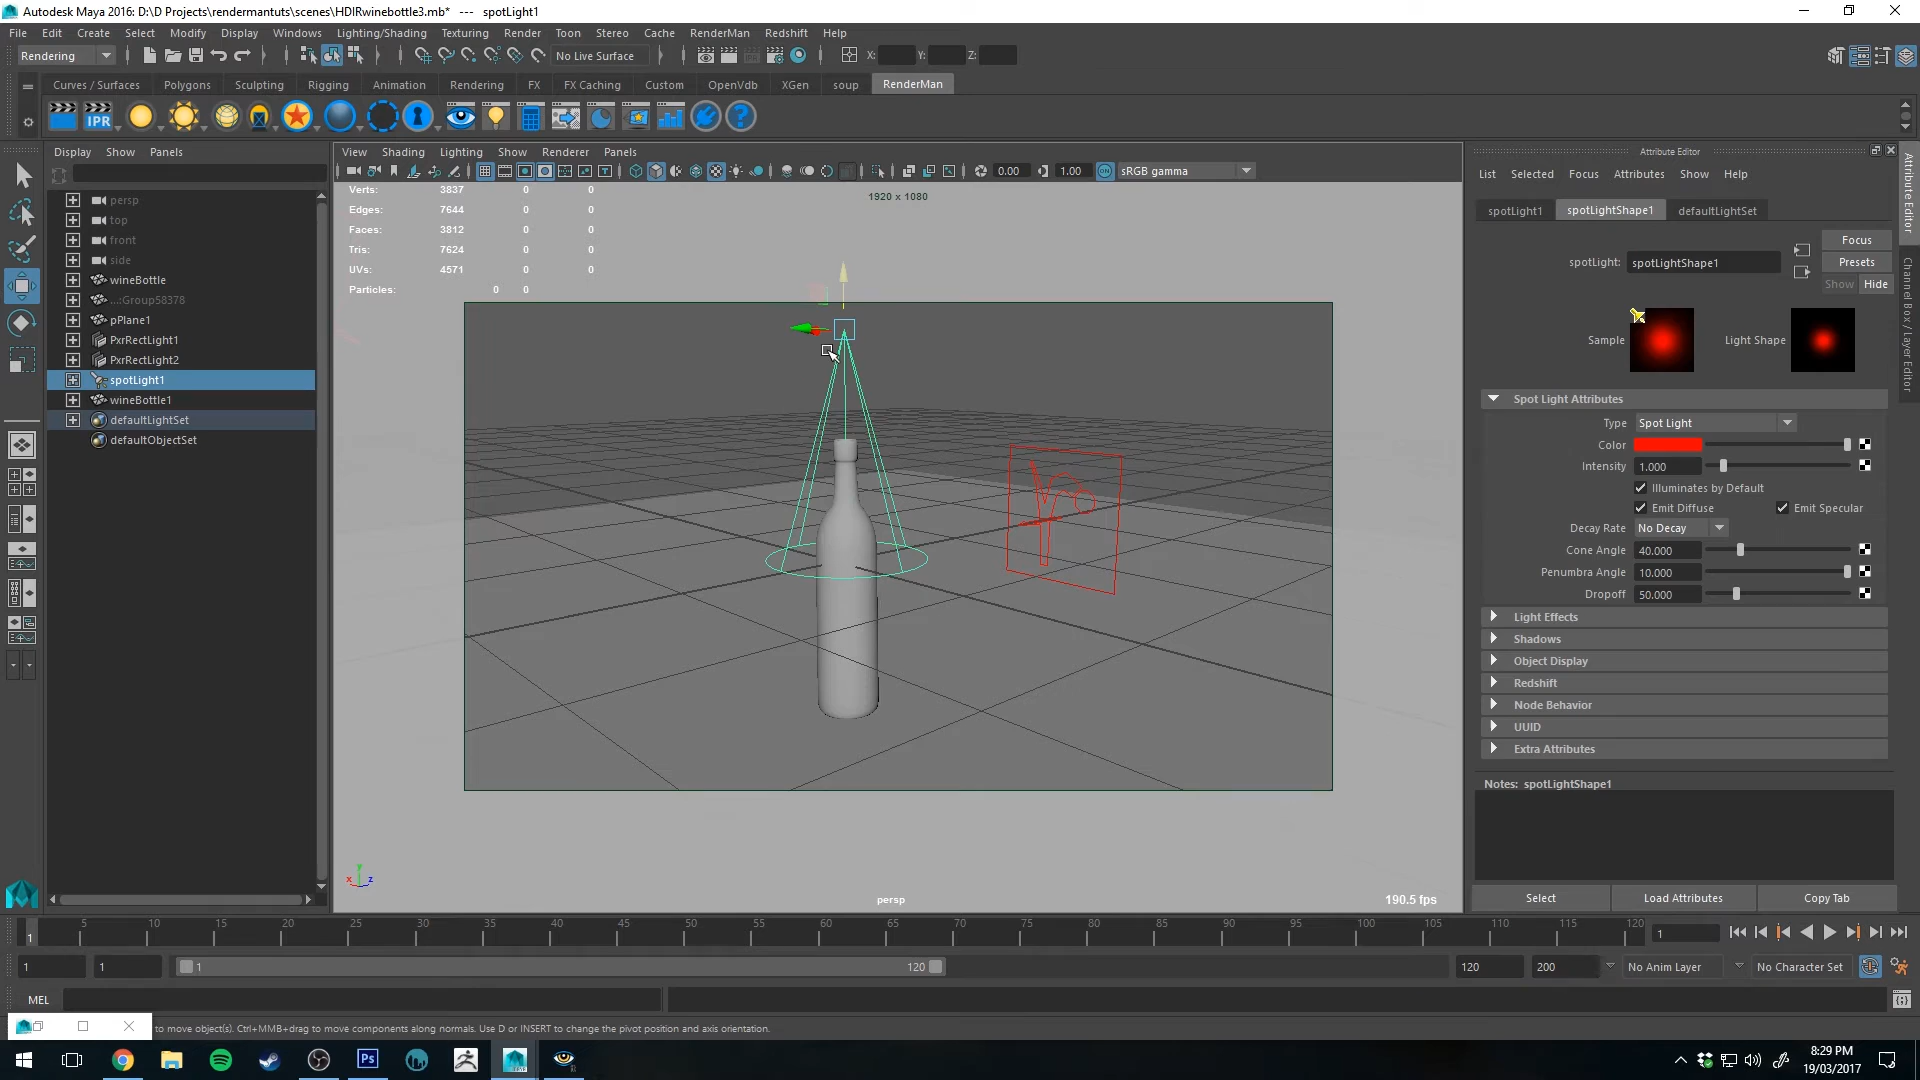 Autodesk Maya 2016: D:\D Projects\rendermantuts\scenes\HDIRwinebottle3.mb*   ---   spotLight1
File Edit Create Select Modify Display Windows Lighting/Shading Texturing Render Toon Stereo Cache RenderMan Redshift Help
Rendering No Live Surface X: Y: Z:
Curves / Surfaces Polygons Sculpting Rigging Animation Rendering FX FX Caching Custom OpenVdb XGen soup RenderMan
IPR
Display Show Panels
View Shading Lighting Show Renderer Panels
0.00 1.00 sRGB gamma
persp
top
front
side
wineBottle
...:Group58378
pPlane1
PxrRectLight1
PxrRectLight2
spotLight1
wineBottle1
defaultLightSet
defaultObjectSet
Verts: 3837 0 0
Edges: 7644 0 0
Faces: 3812 0 0
Tris: 7624 0 0
UVs: 4571 0 0
Particles: 0 0
1920 x 1080
persp
190.5 fps
Attribute Editor
List Selected Focus Attributes Show Help
spotLight1 spotLightShape1 defaultLightSet
spotLight: spotLightShape1
Focus
Presets
Show Hide
Sample Light Shape
Spot Light Attributes
Type Spot Light
Color
Intensity 1.000
Illuminates by Default
Emit Diffuse Emit Specular
Decay Rate No Decay
Cone Angle 40.000
Penumbra Angle 10.000
Dropoff 50.000
Light Effects
Shadows
Object Display
Redshift
Node Behavior
UUID
Extra Attributes
Notes: spotLightShape1
Select Load Attributes Copy Tab
Attribute Editor
Channel Box / Layer Editor
1 5 10 15 20 25 30 35 40 45 50 55 60 65 70 75 80 85 90 95 100 105 110 115 120 1
1 1 1 120 120 200 No Anim Layer No Character Set
MEL
to move object(s). Ctrl+MMB+drag to move components along normals. Use D or INSERT to change the pivot position and axis orientation.
Ps
8:29 PM
19/03/2017